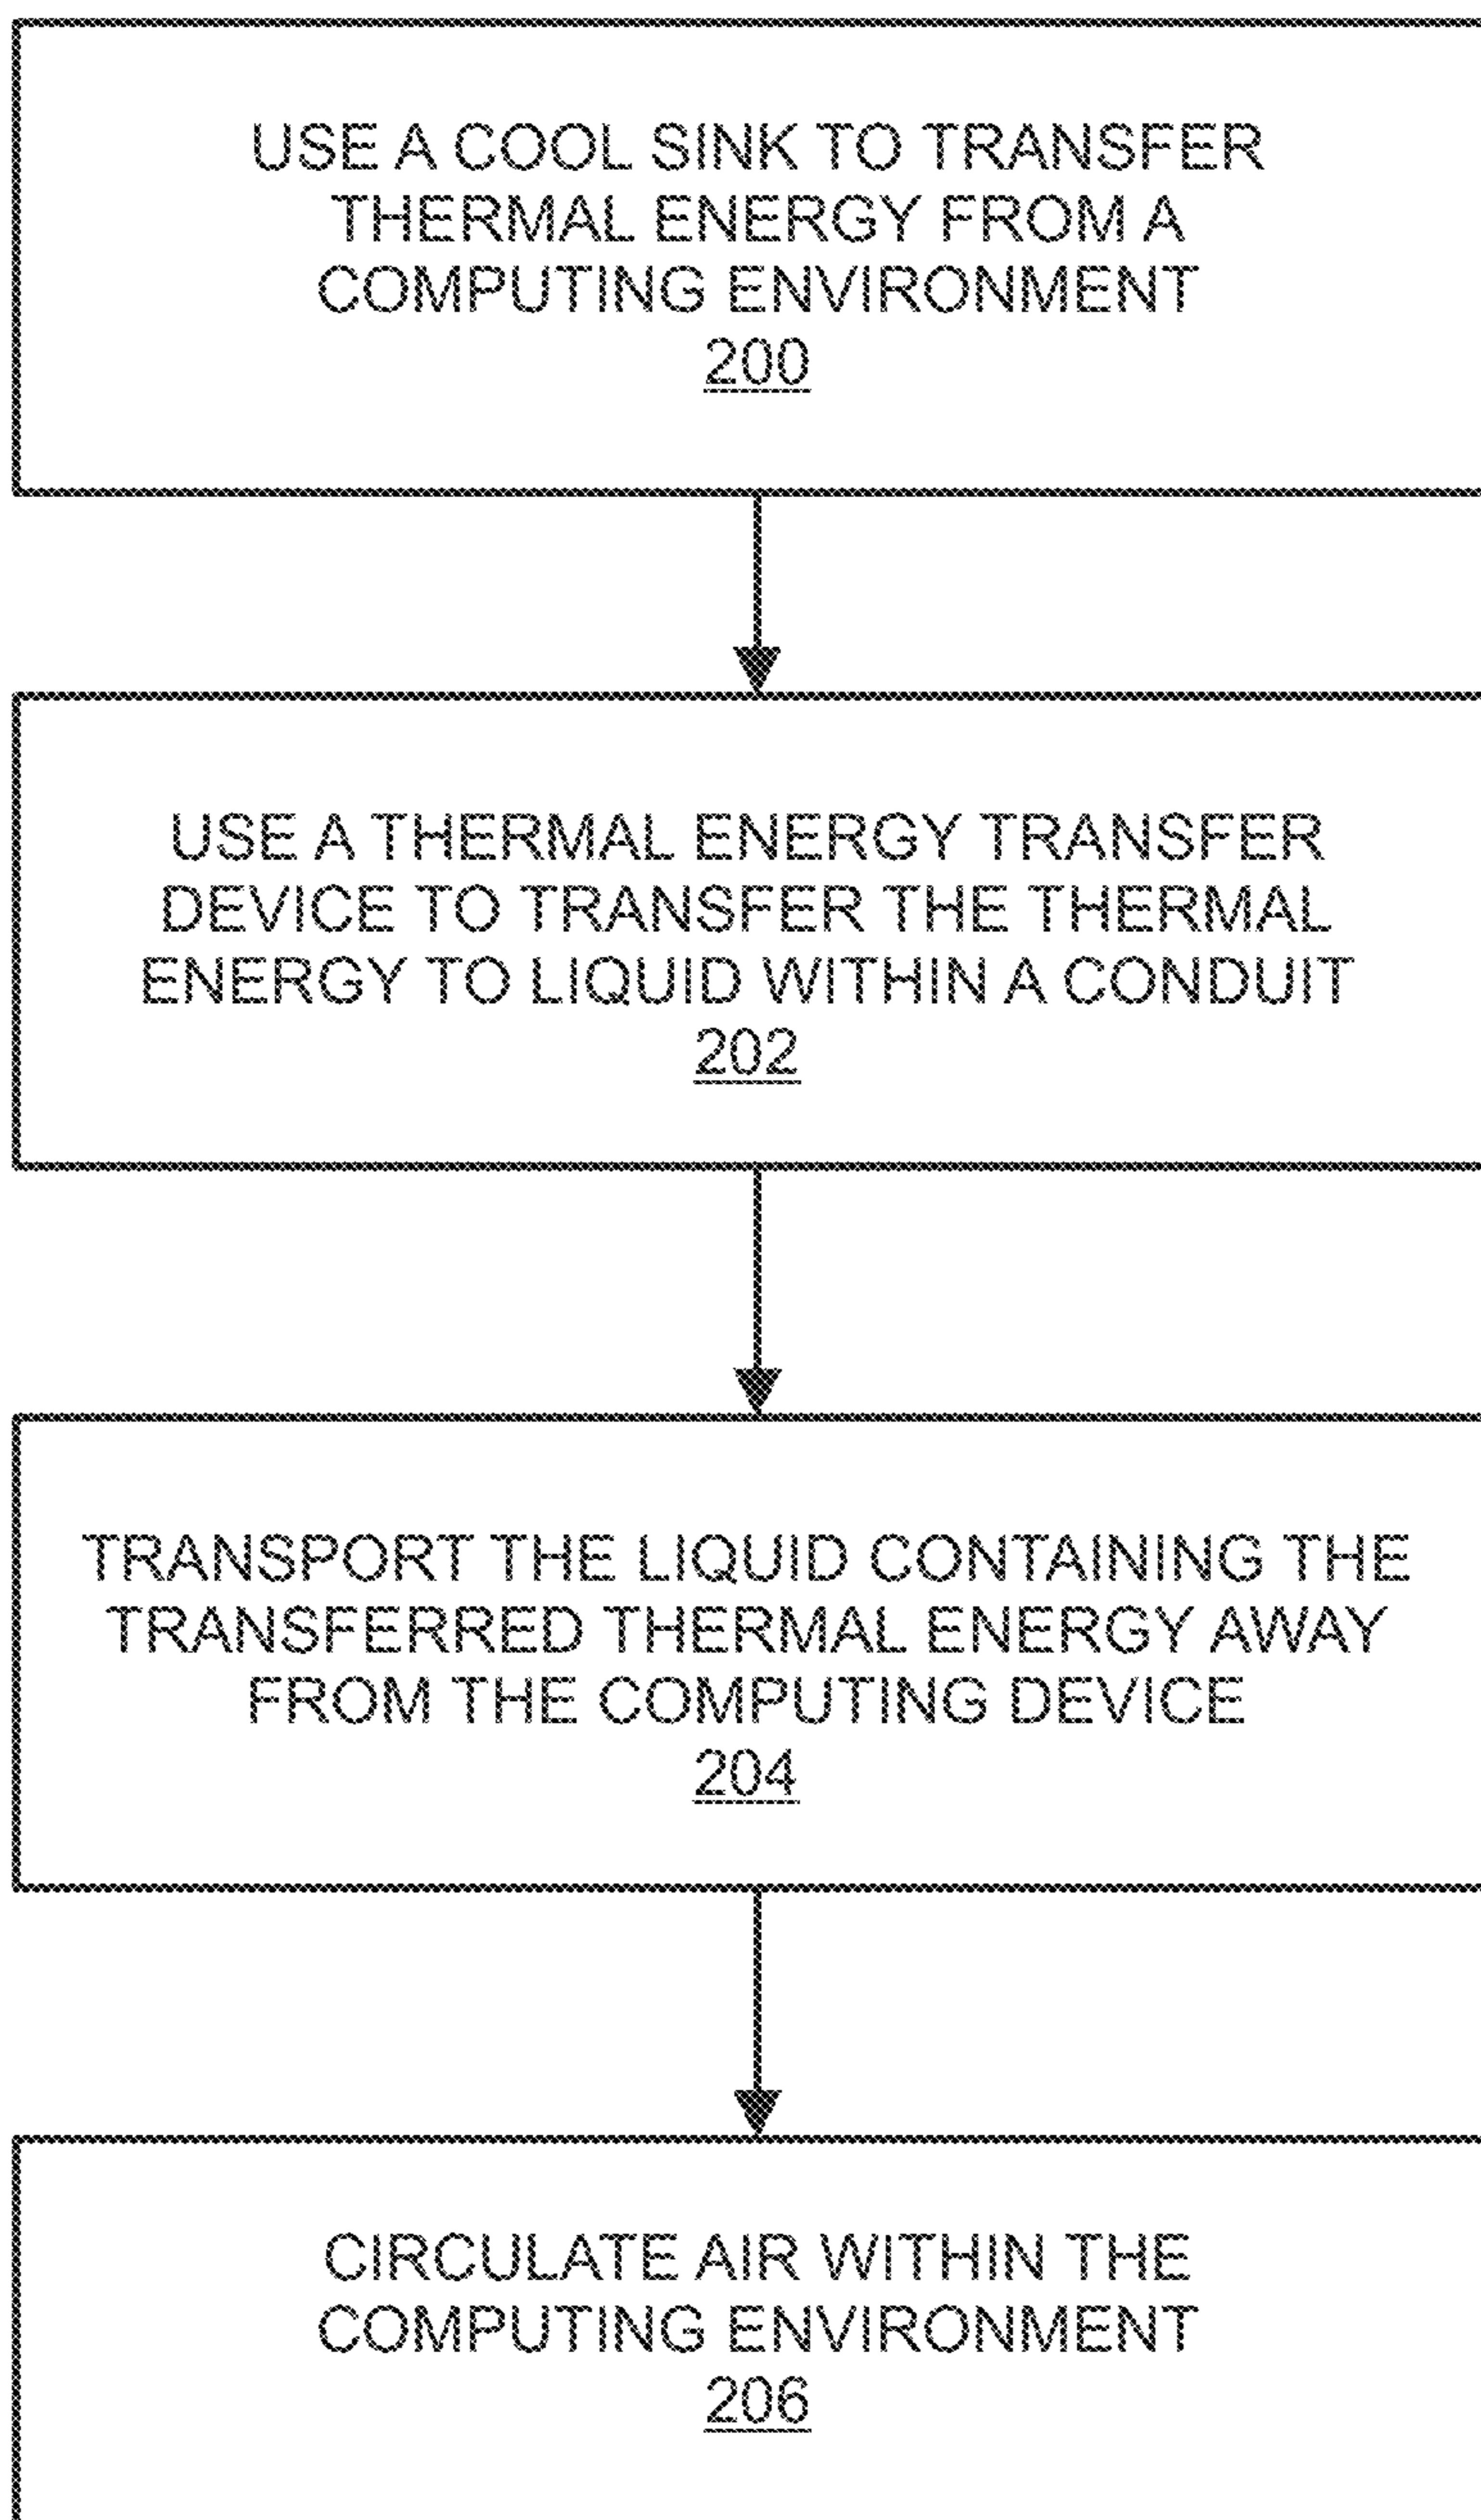 USE A COOL SINK TO TRANSFER
THERMAL ENERGY FROM A
COMPUTING ENVIRONMENT
200
USE A THERMAL ENERGY TRANSFER
DEVICE TO TRANSFER THE THERMAL
ENERGY TO LIQUID WITHIN A CONDUIT
202
TRANSPORT THE LIQUID CONTAINING THE
TRANSFERRED THERMAL ENERGY AWAY
FROM THE COMPUTING DEVICE
204
CIRCULATE AIR WITHIN THE
COMPUTING ENVIRONMENT
206